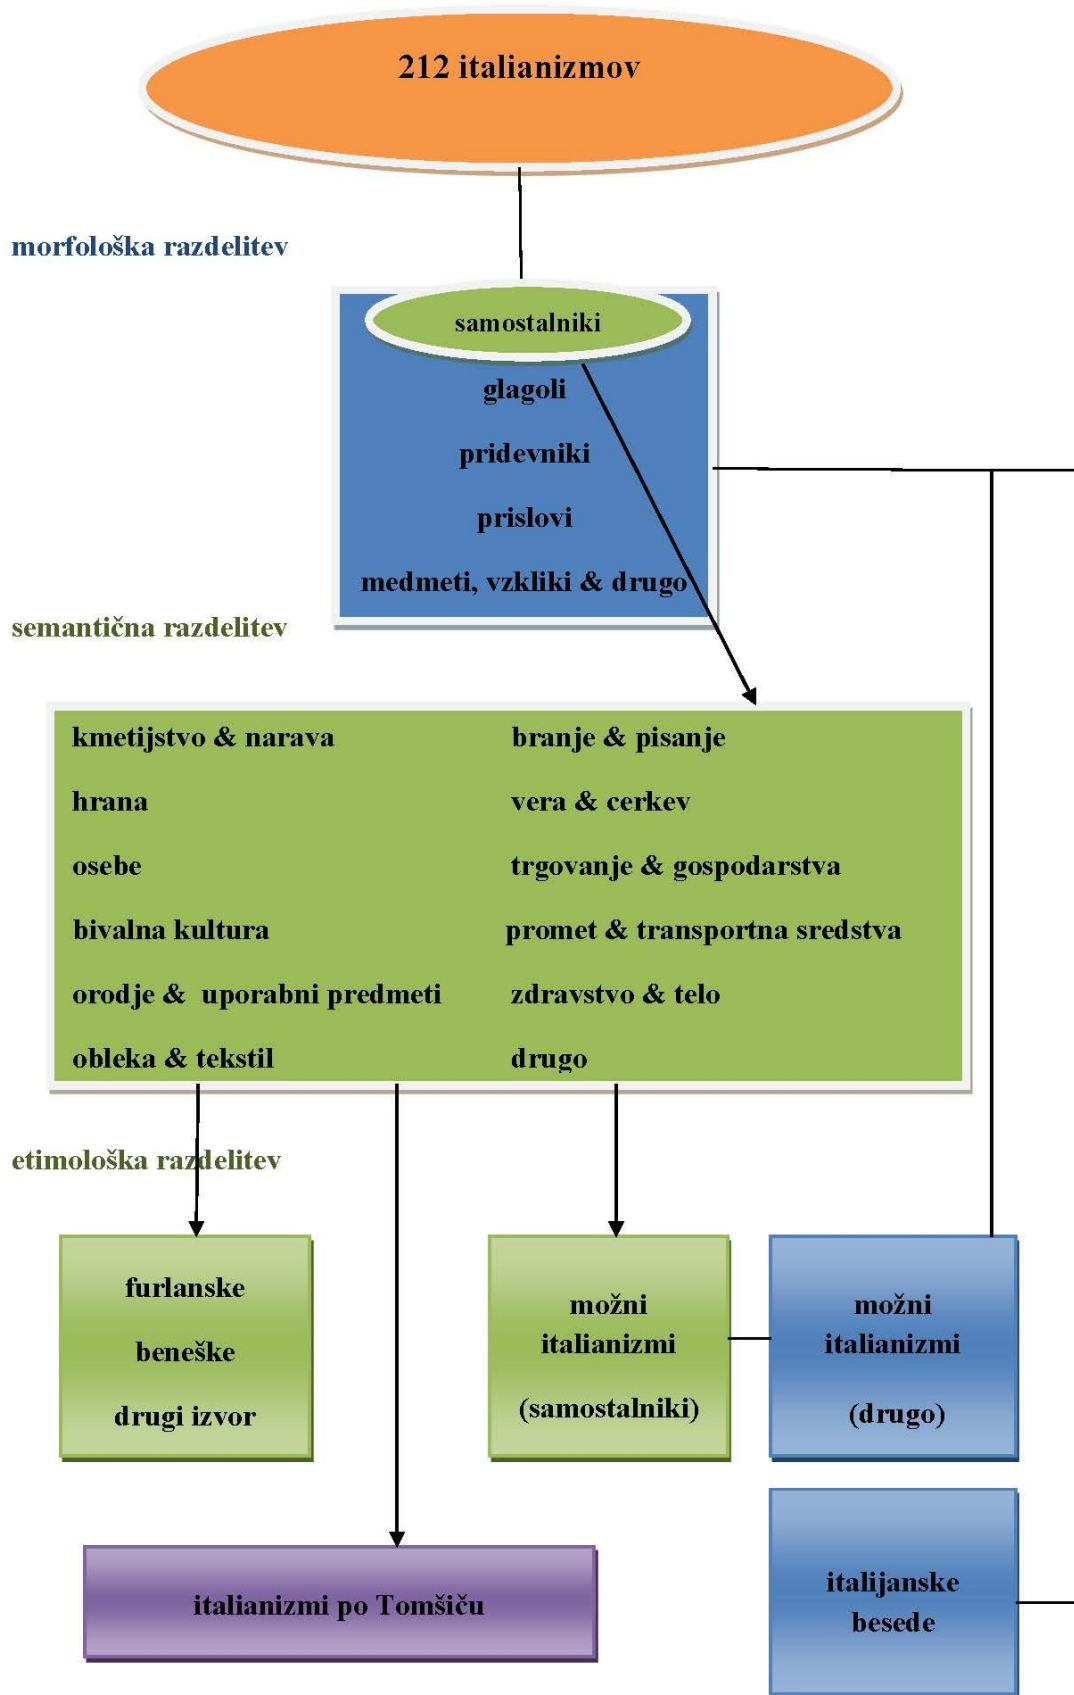 212 italianizmov
morfološka razdelitev
samostalniki
glagoli
pridevniki
prislovi
medmeti, vzkliki & drugo
semantična razdelitev
kmetijstvo & narava
hrana
osebe
bivalna kultura
orodje & uporabni predmeti
obleka & tekstil
branje & pisanje
vera & cerkev
trgovanje & gospodarstva
promet & transportna sredstva
zdravstvo & telo
drugo
etimološka razdelitev
furlanske
beneške
drugi izvor
možni
italianizmi
(samostalniki)
možni
italianizmi
(drugo)
italianizmi po Tomšiču
italijanske
besede